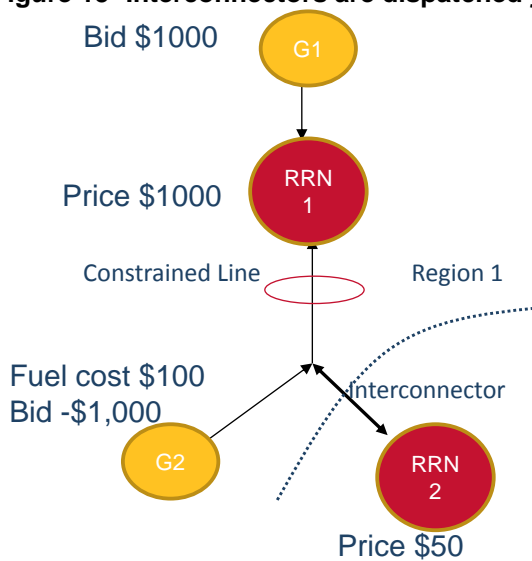 Bid $1000
G1
RRN
1
Price $1000
Constrained Line
Region 1
Fuel cost $100
Bid -$1,000
Interconnector
G2
RRN
2
Price $50